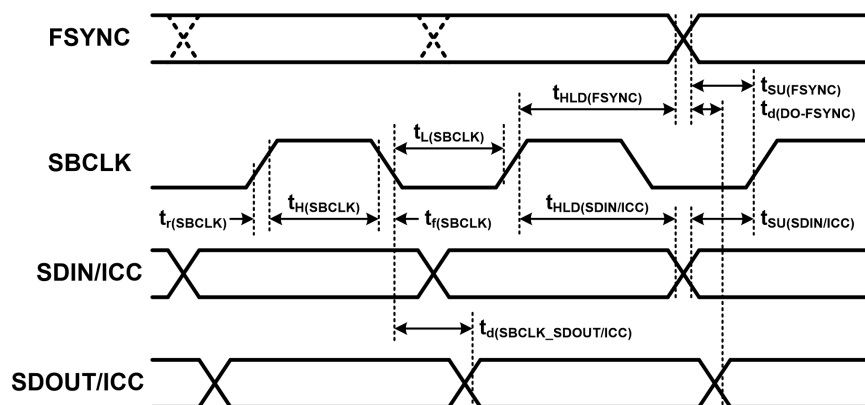 FSYNC
tSU(FSYNC)
tHLD(FSYNC)
td(DO-FSYNC)
tL(SBCLK)
SBCLK
tr(SBCLK)
tH(SBCLK)
tf(SBCLK)
tHLD(SDIN/ICC)
tSU(SDIN/ICC)
SDIN/ICC
td(SBCLK_SDOUT/ICC)
SDOUT/ICC